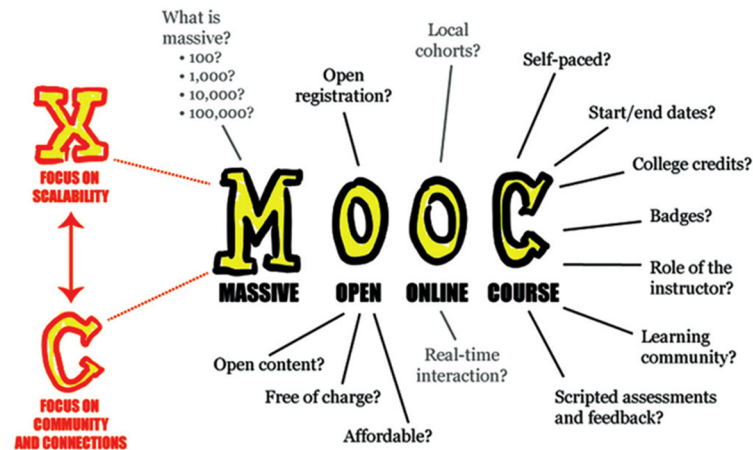 What is
massive?
• 100?
• 1,000?
• 10,000?
• 100,000?
Open
registration?
Local
cohorts?
Self-paced?
Start/end dates?
College credits?
Badges?
Role of the
instructor?
Learning
community?
Scripted assessments
and feedback?
X
FOCUS ON
SCALABILITY
C
FOCUS ON
COMMUNITY
AND CONNECTIONS
MOOC
MASSIVE OPEN ONLINE COURSE
Open content?
Free of charge?
Affordable?
Real-time
interaction?